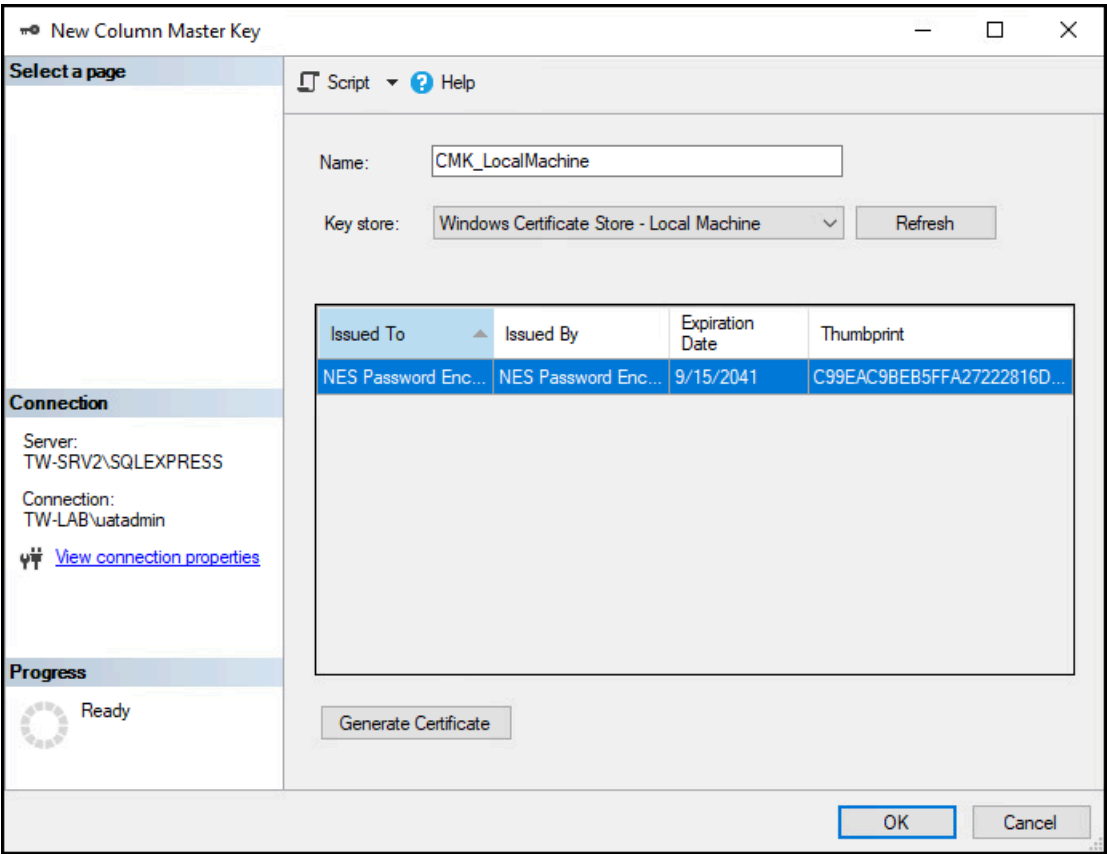 New Column Master Key
Select a page
Script Help
Name: CMK_LocalMachine
Key store: Windows Certificate Store - Local Machine Refresh
Issued To Issued By Expiration Date Thumbprint
NES Password Enc... NES Password Enc... 9/15/2041 C99EAC9BEB5FFA27222816D...
Connection
Server:
TW-SRV2\SQLEXPRESS
Connection:
TW-LAB\uatadmin
View connection properties
Progress
Ready
Generate Certificate
OK Cancel